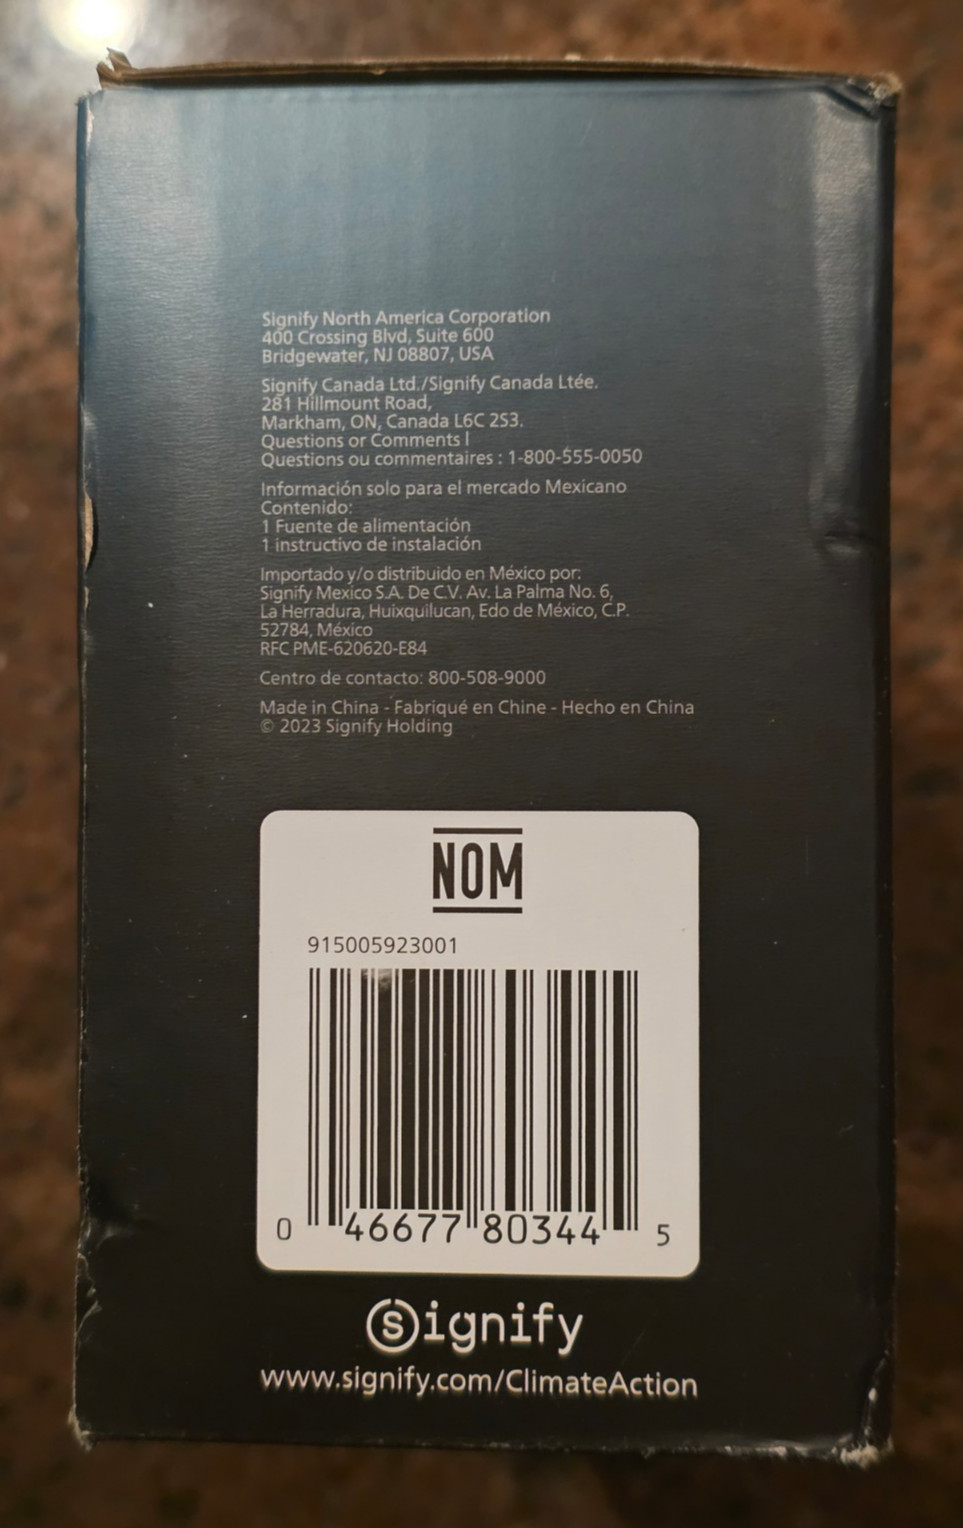 Signify North America Corporation
400 Crossing Blvd, Suite 600
Bridgewater, NJ 08807, USA
Signify Canada Ltd./Signify Canada Ltée.
281 Hillmount Road,
Markham, ON, Canada L6C 2S3.
Questions or Comments |
Questions ou commentaires : 1-800-555-0050
Información solo para el mercado Mexicano
Contenido:
1 Fuente de alimentación
1 instructivo de instalación
Importado y/o distribuido en México por:
Signify Mexico S.A. De C.V. Av. La Palma No. 6,
La Herradura, Huixquilucan, Edo de México, C.P.
52784, México
RFC PME-620620-E84
Centro de contacto: 800-508-9000
Made in China - Fabriqué en Chine - Hecho en China
© 2023 Signify Holding
NOM
915005923001
0 46677 80344 5
Signify
www.signify.com/ClimateAction